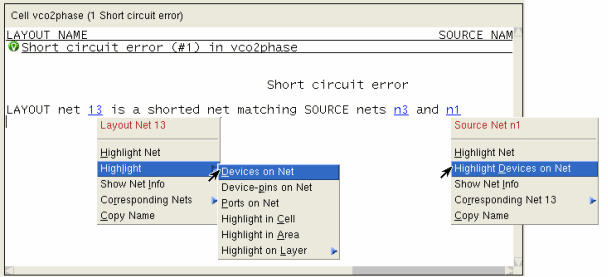 Cell vco2phase (1 Short circuit error)
LAYOUT NAME SOURCE NAM
Short circuit error (#1) in vco2phase
Short circuit error
LAYOUT net 13 is a shorted net matching SOURCE nets n3 and n1
Layout Net 13
Highlight Net
Highlight
Show Net Info
Corresponding Nets
Copy Name
Devices on Net
Device-pins on Net
Ports on Net
Highlight in Cell
Highlight in Area
Highlight on Layer
Source Net n1
Highlight Net
Highlight Devices on Net
Show Net Info
Corresponding Net 13
Copy Name